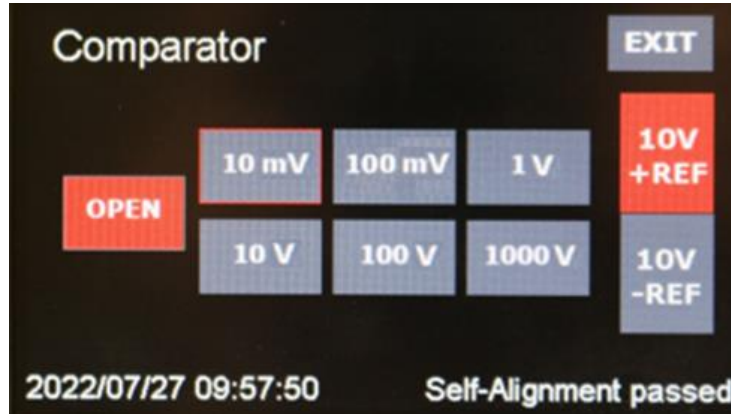 Comparator
EXIT
10 mV
100 mV
1 V
10V
+REF
OPEN
10 V
100 V
1000 V
10V
-REF
2022/07/27 09:57:50
Self-Alignment passed